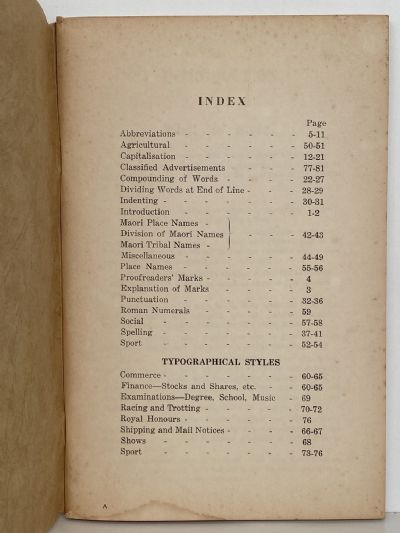 INDEX
Page
Abbreviations - - - - - 5-11
Agricultural - - - - - 50-51
Capitalisation - - - - - 12-21
Classified Advertisements - - - - 77-81
Compounding of Words - - - - 22-27
Dividing Words at End of Line - - - 28-29
Indenting - - - - - - 30-31
Introduction - - - - - 1-2
Maori Place Names -
Division of Maori Names - - - 42-43
Maori Tribal Names -
Miscellaneous - - - - - 44-49
Place Names - - - - - 55-56
Proofreaders' Marks - - - - 4
Explanation of Marks - - - - 3
Punctuation - - - - - 32-36
Roman Numerals - - - - 59
Social - - - - - - 57-58
Spelling - - - - - - 37-41
Sport - - - - - - 52-54
TYPOGRAPHICAL STYLES
Commerce - - - - - - 60-65
Finance—Stocks and Shares, etc. - - 60-65
Examinations—Degree, School, Music - 69
Racing and Trotting - - - - - 70-72
Royal Honours - - - - - - 76
Shipping and Mail Notices - - - - 66-67
Shows - - - - - - 68
Sport - - - - - - 73-76
A